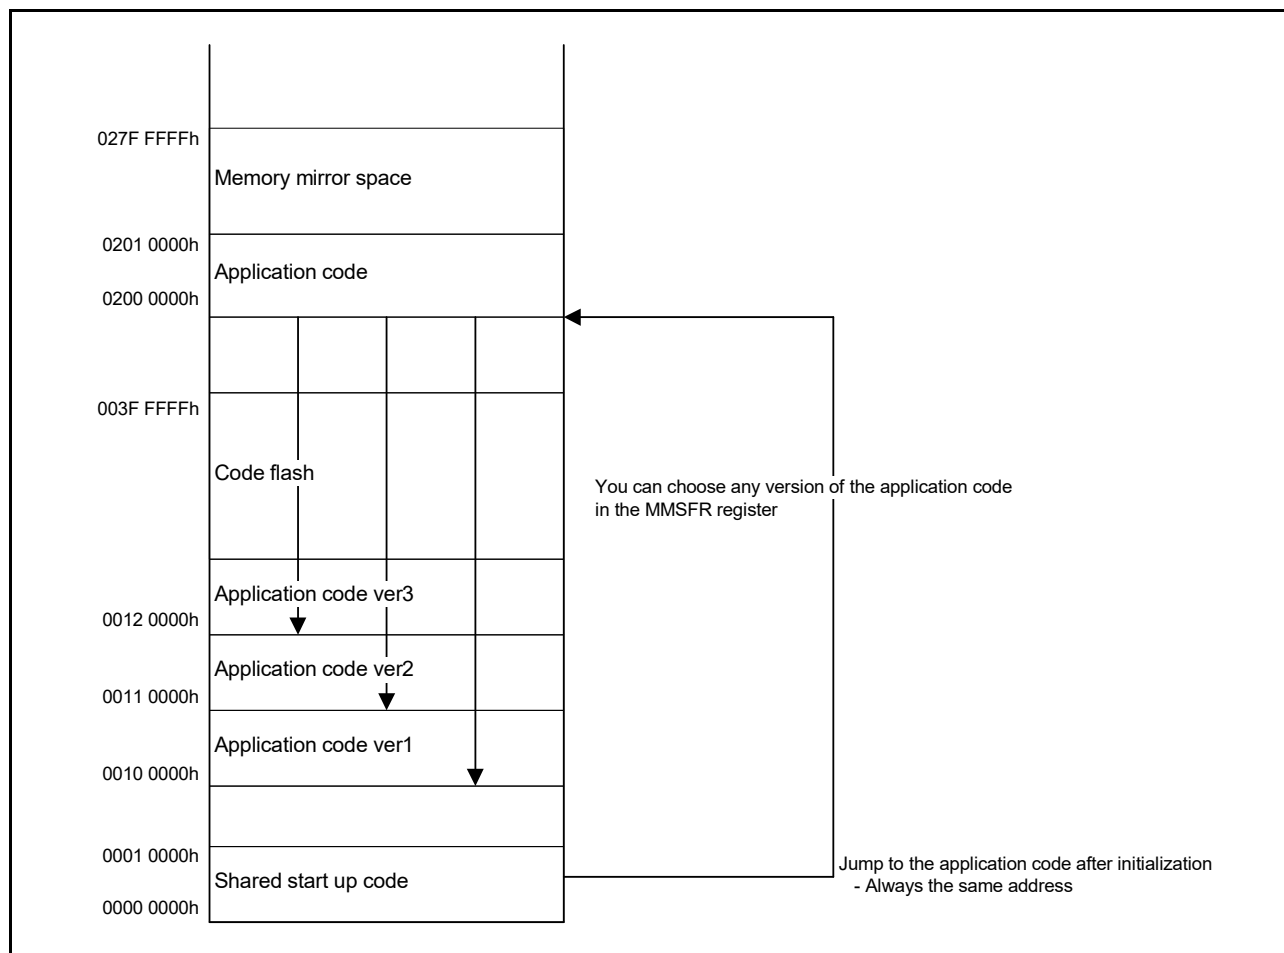 027F FFFFh
Memory mirror space
0201 0000h
Application code
0200 0000h
003F FFFFh
Code flash
You can choose any version of the application code
in the MMSFR register
Application code ver3
0012 0000h
Application code ver2
0011 0000h
Application code ver1
0010 0000h
0001 0000h
Shared start up code
0000 0000h
Jump to the application code after initialization
- Always the same address